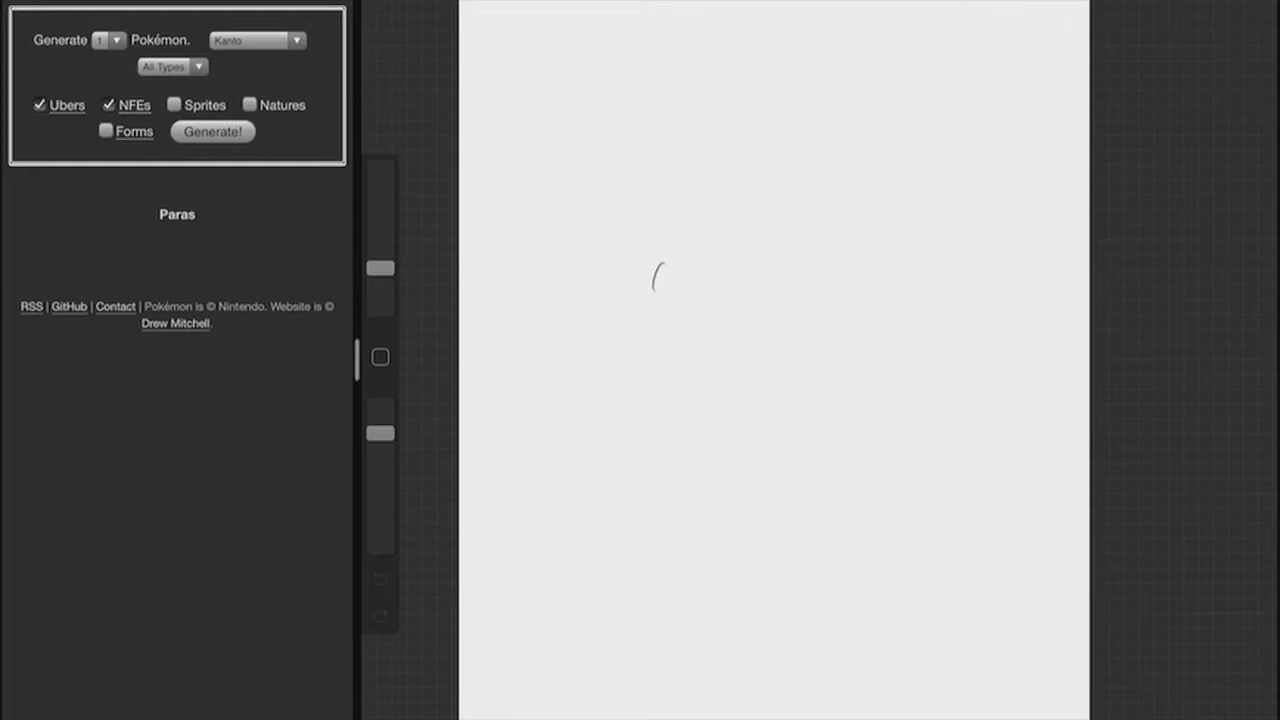 Generate 1 Pokémon. Kanto
All Types
Ubers NFEs Sprites Natures
Forms Generate!
Paras
RSS | GitHub | Contact | Pokémon is © Nintendo. Website is ©
Drew Mitchell.